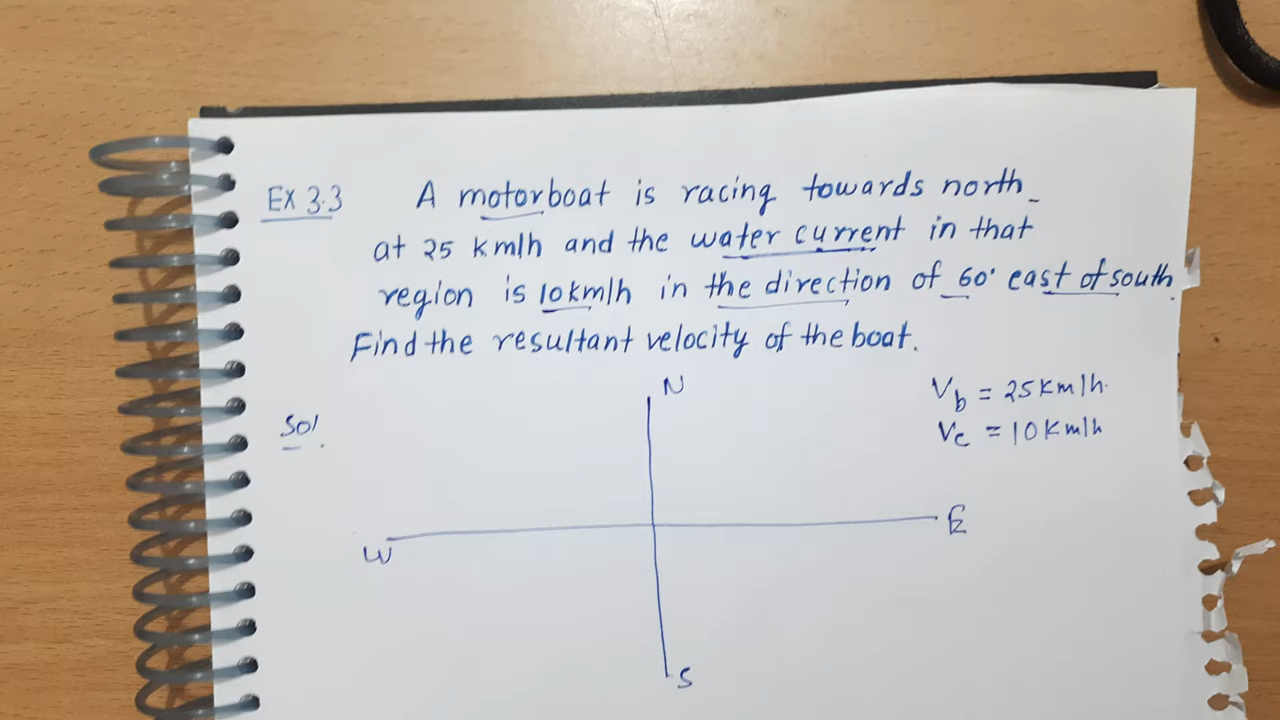 EX 3.3 A motorboat is racing towards north
at 25 km/h and the water current in that
region is 10km/h in the direction of 60° east of south.
Find the resultant velocity of the boat.
N
Vb = 25 Km/h.
Sol.
Vc = 10 Km/h
E
W
S